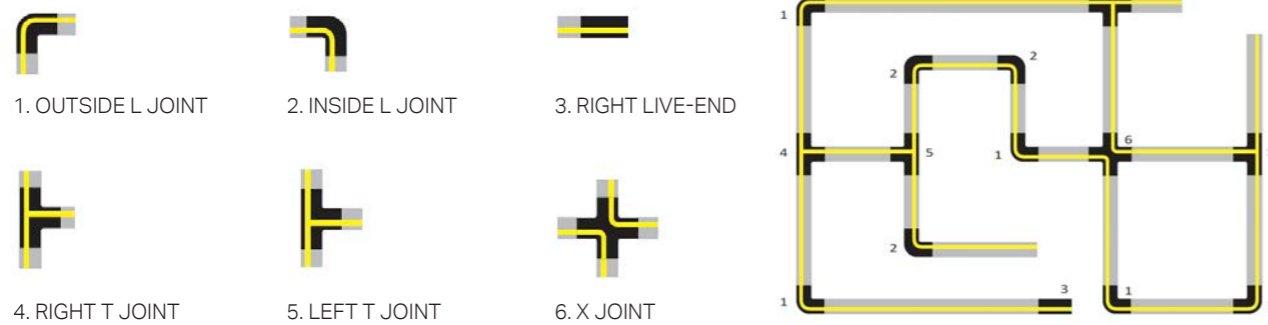 1. OUTSIDE L JOINT
2. INSIDE L JOINT
3. RIGHT LIVE-END
4. RIGHT T JOINT
5. LEFT T JOINT
6. X JOINT
1
2
2
4
5
1
6
2
1
3
1